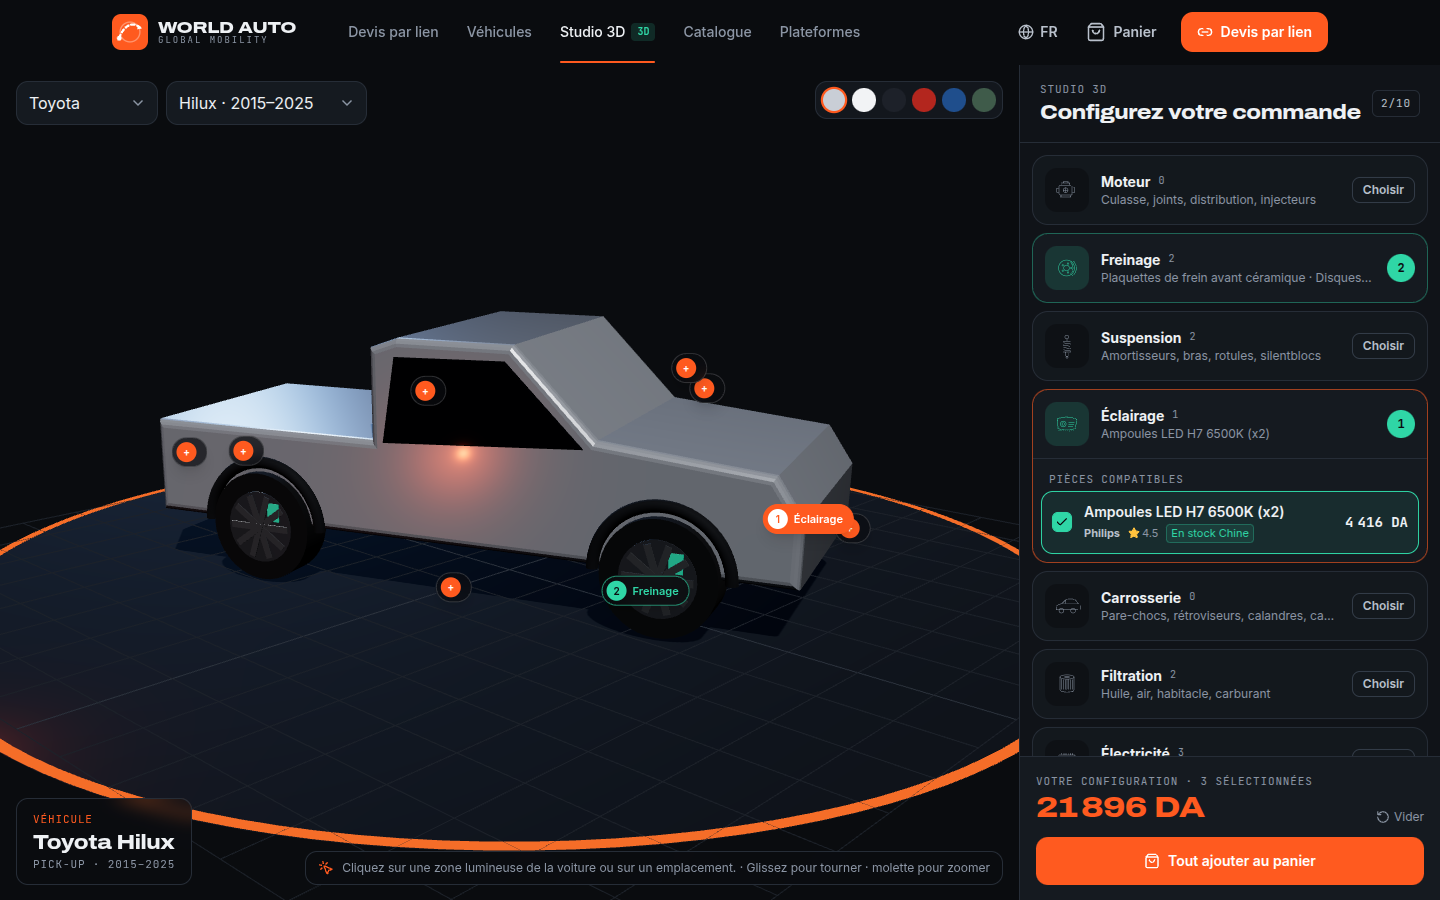 WORLD AUTO
GLOBAL MOBILITY
Devis par lien
Véhicules
Studio 3D
3D
Catalogue
Plateformes
FR
Panier
Devis par lien
Toyota
Hilux · 2015–2025
STUDIO 3D
Configurez votre commande
2/10
Moteur 0
Culasse, joints, distribution, injecteurs
Choisir
Freinage 2
Plaquettes de frein avant céramique · Disques...
2
Suspension 2
Amortisseurs, bras, rotules, silentblocs
Choisir
Éclairage 1
Ampoules LED H7 6500K (x2)
1
PIÈCES COMPATIBLES
Ampoules LED H7 6500K (x2)
Philips 4.5 En stock Chine
4 416 DA
Carrosserie 0
Pare-chocs, rétroviseurs, calandres, ca...
Choisir
Filtration 2
Huile, air, habitacle, carburant
Choisir
Électricité 3
1 Éclairage
2 Freinage
VÉHICULE
Toyota Hilux
PICK-UP · 2015–2025
Cliquez sur une zone lumineuse de la voiture ou sur un emplacement. · Glissez pour tourner · molette pour zoomer
VOTRE CONFIGURATION · 3 SÉLECTIONNÉES
21 896 DA
Vider
Tout ajouter au panier